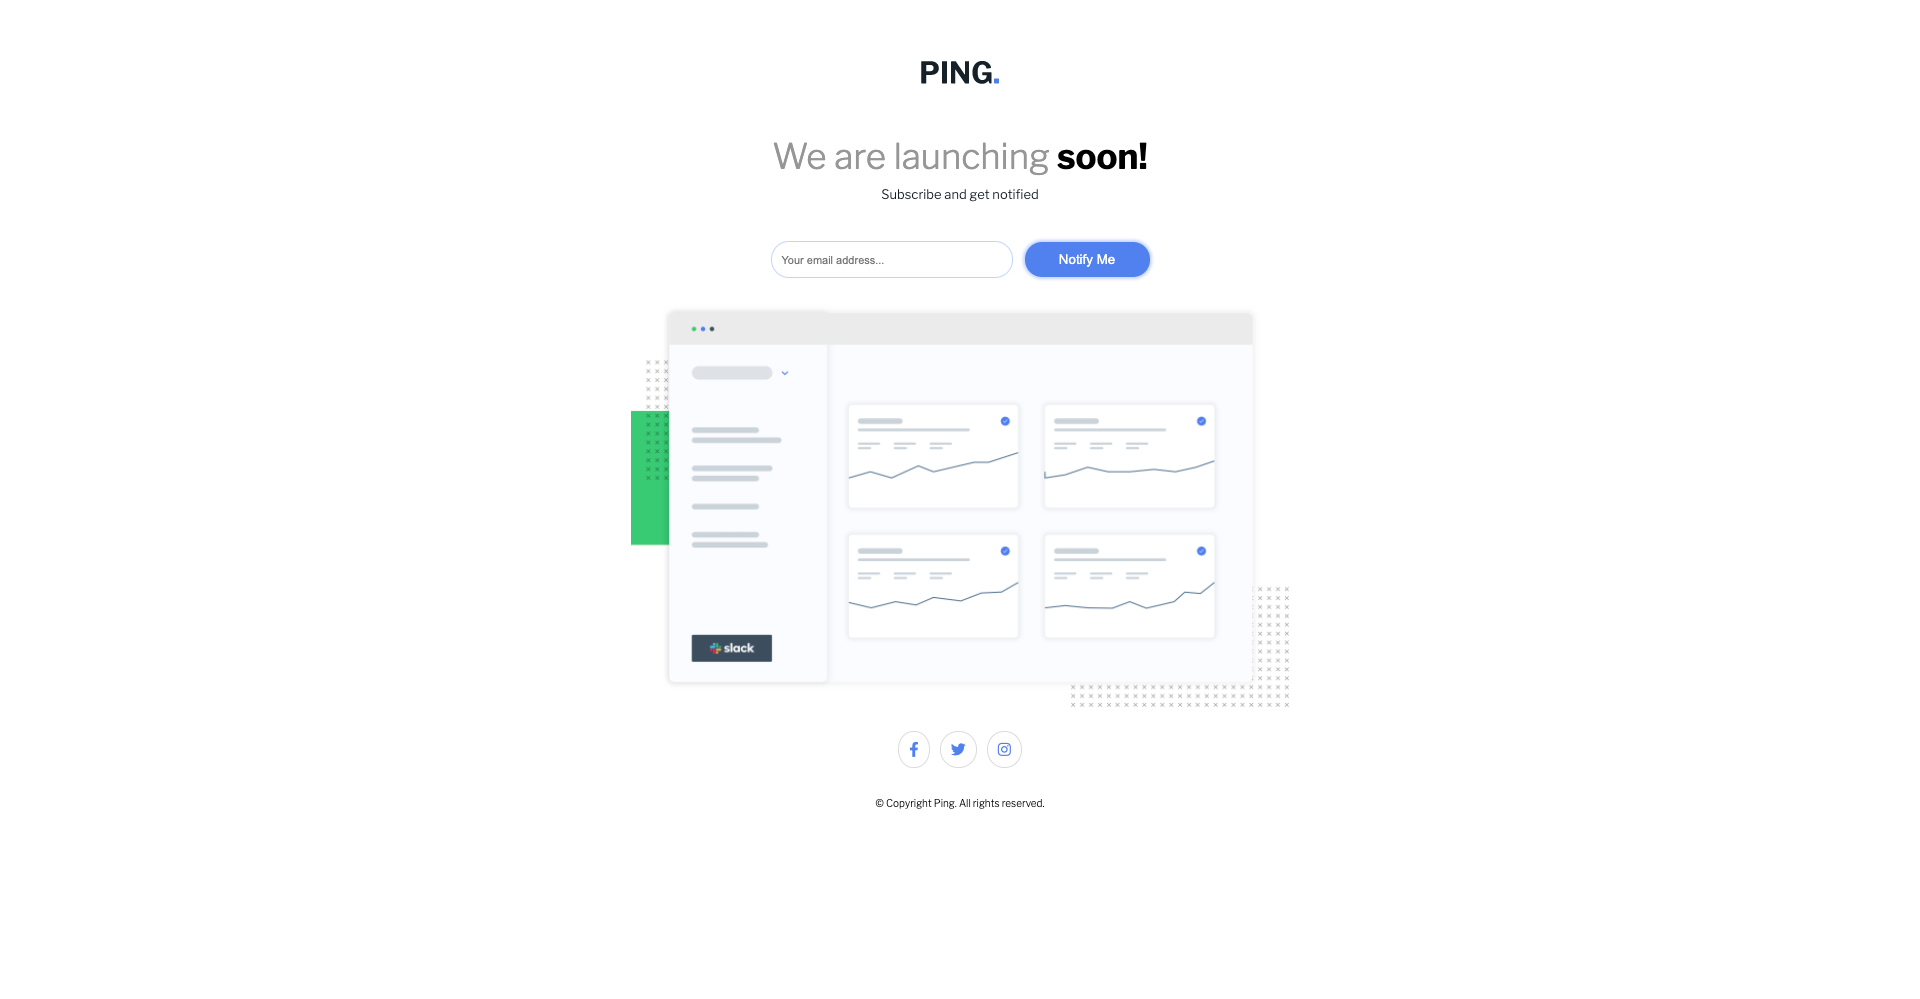 PING.
We are launching soon!
Subscribe and get notified
Your email address...
Notify Me
slack
© Copyright Ping. All rights reserved.